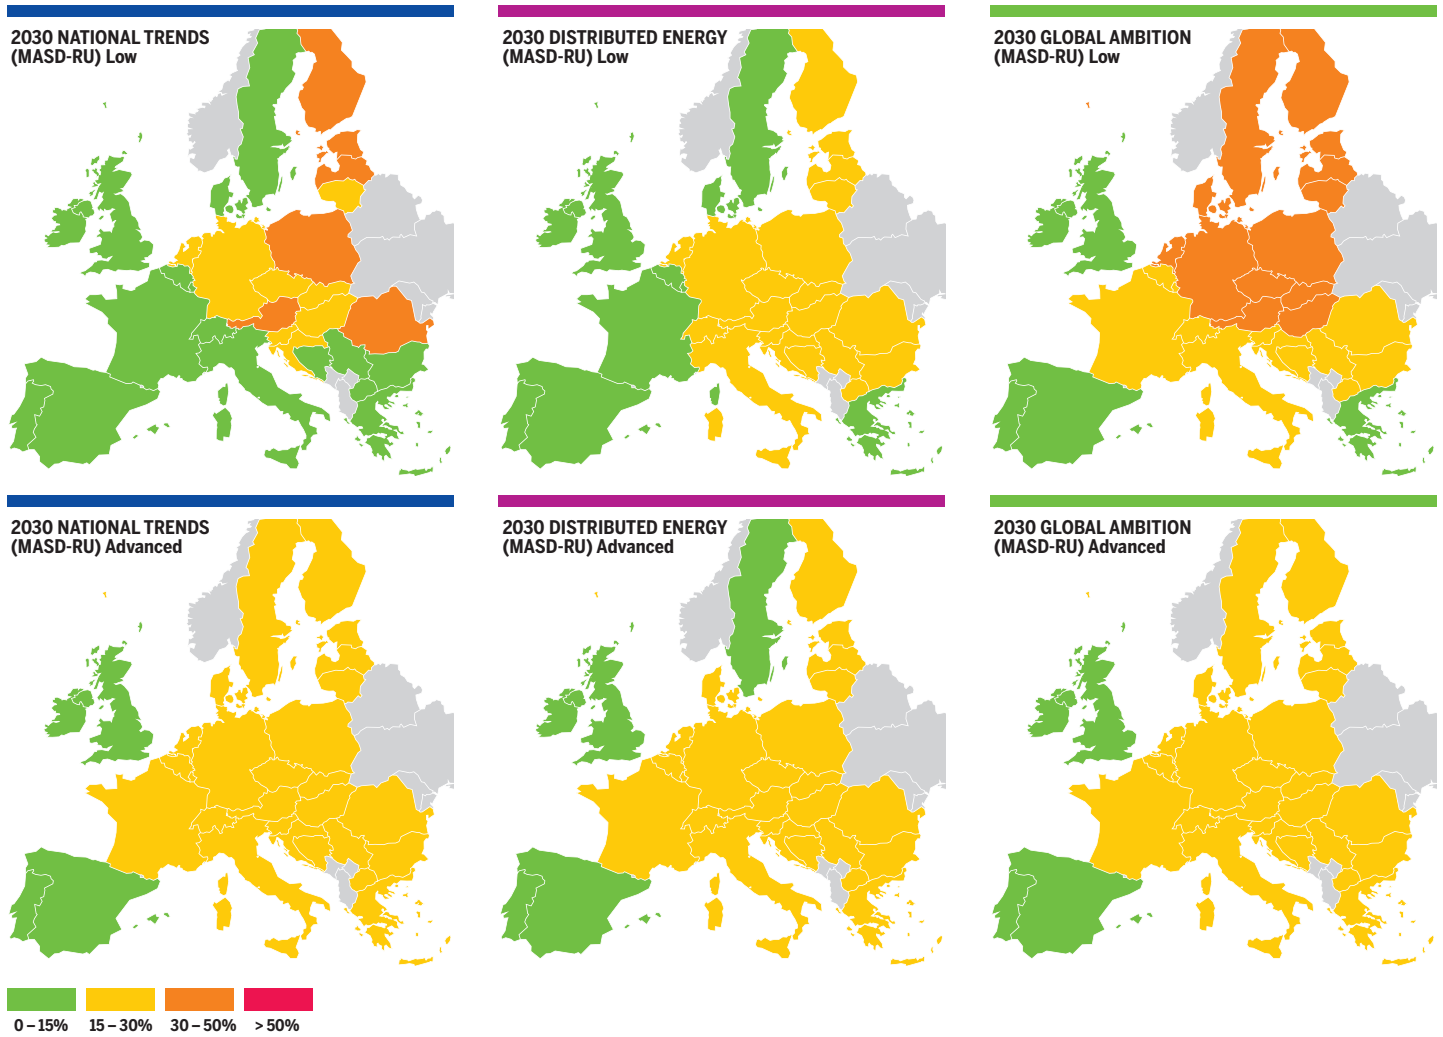 2030 NATIONAL TRENDS
(MASD-RU) Low
2030 DISTRIBUTED ENERGY
(MASD-RU) Low
2030 GLOBAL AMBITION
(MASD-RU) Low
2030 NATIONAL TRENDS
(MASD-RU) Advanced
2030 DISTRIBUTED ENERGY
(MASD-RU) Advanced
2030 GLOBAL AMBITION
(MASD-RU) Advanced
0 – 15%
15 – 30%
30 – 50%
> 50%